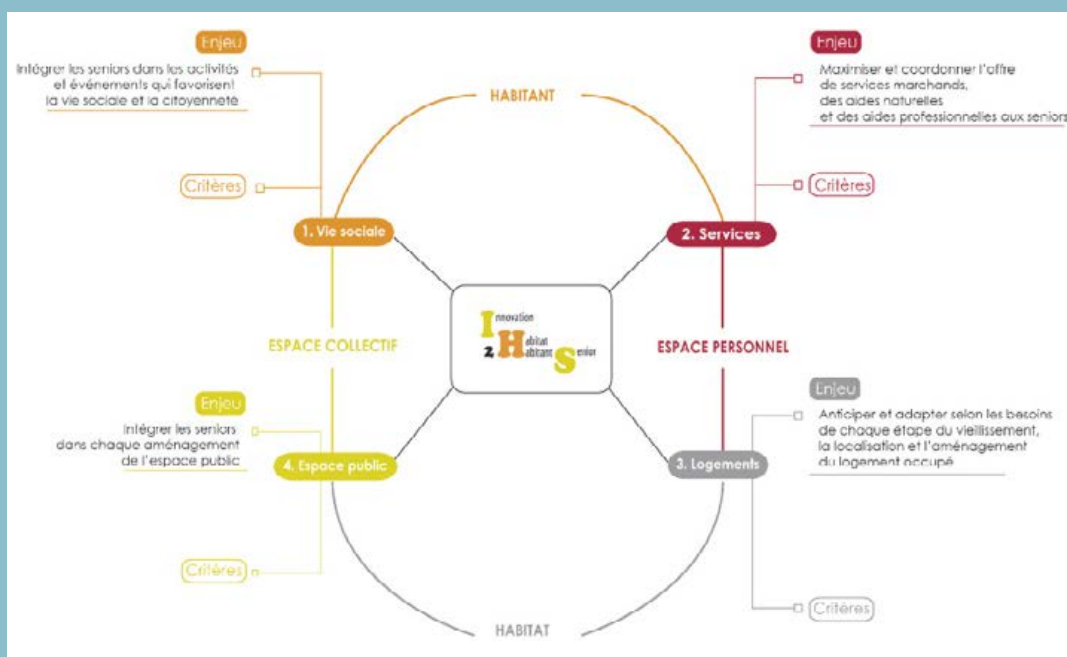 Enjeu
Intégrer les seniors dans les activités
et événements qui favorisent
la vie sociale et la citoyenneté
Critères
1. Vie sociale
HABITANT
Enjeu
Maximiser et coordonner l'offre
de services marchands,
des aides naturelles
et des aides professionnelles aux seniors
Critères
2. Services
Innovation
2 Habitat
Habitant Senior
ESPACE COLLECTIF
ESPACE PERSONNEL
Enjeu
Intégrer les seniors
dans chaque aménagement
de l'espace public
4. Espace public
Critères
Enjeu
Anticiper et adapter selon les besoins
de chaque étape du vieillissement,
la localisation et l'aménagement
du logement occupé
3. Logements
Critères
HABITAT